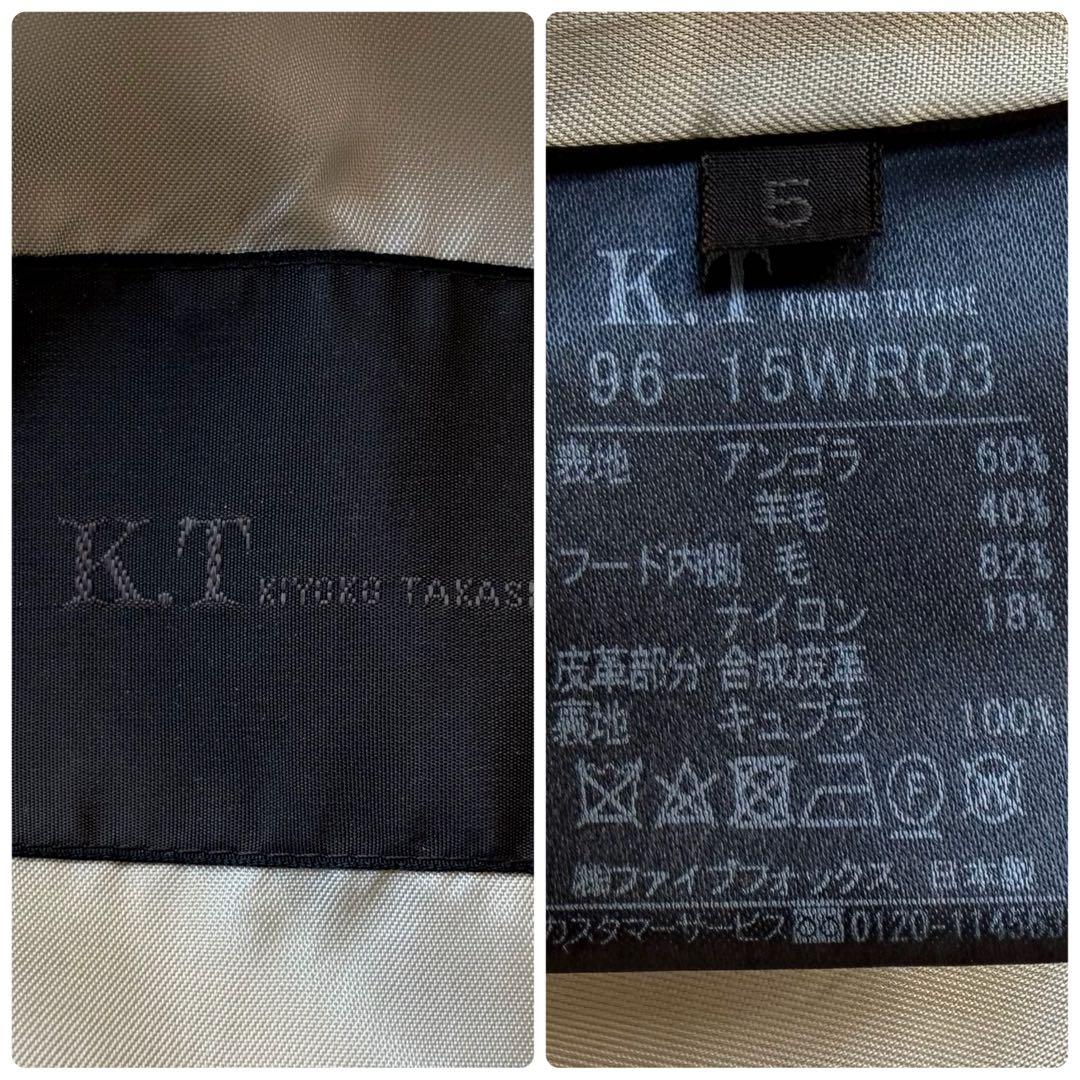 K.T KIYOKO TAKAS
5
K.T KIYOKO TAKASE
96-15WR03
表地 アンゴラ 60%
羊毛 40%
フード内側 毛 82%
ナイロン 18%
皮革部分 合成皮革
裏地 キュプラ 100%
F W
㈱ファイブフォックス 日本製
カスタマーサービス 0120-1145